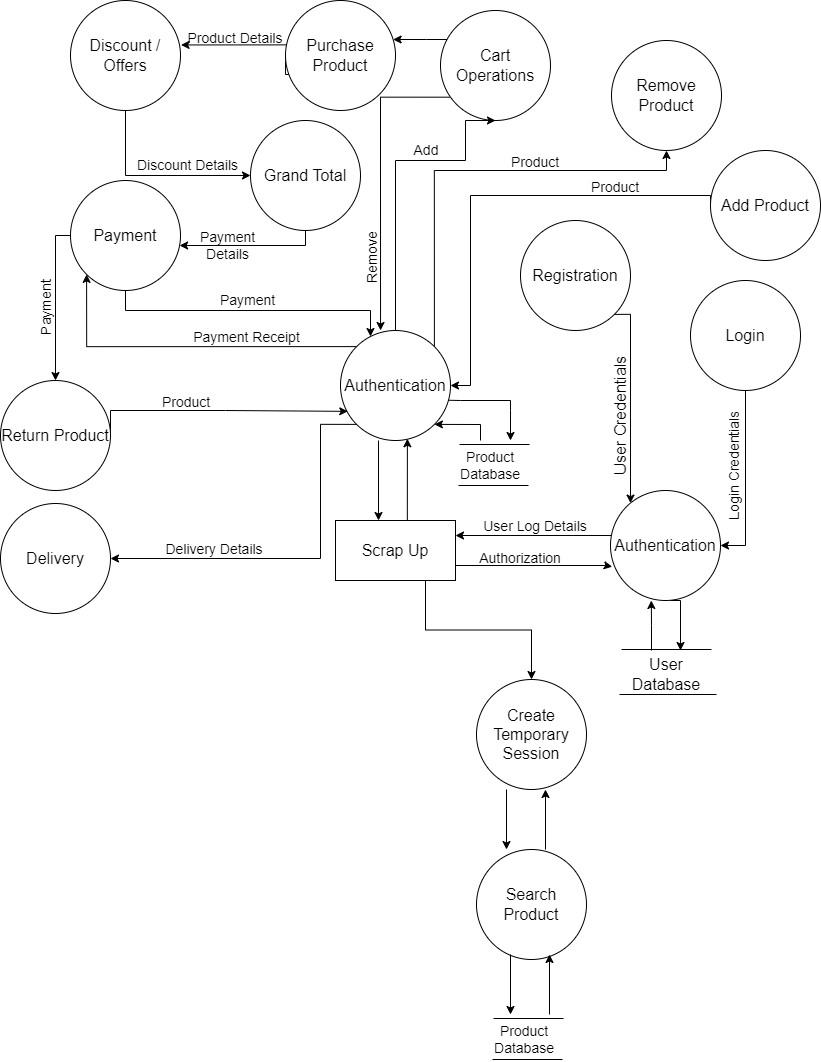 Discount /
Offers
Product Details
Purchase
Product
Cart
Operations
Remove
Product
Add
Product
Product
Add Product
Discount Details
Grand Total
Payment
Payment
Details
Remove
Registration
Login
Payment
Payment
Payment Receipt
Authentication
User Credentials
Login Credentials
Return Product
Product
Product
Database
Delivery
Delivery Details
Scrap Up
User Log Details
Authorization
Authentication
User
Database
Create
Temporary
Session
Search
Product
Product
Database